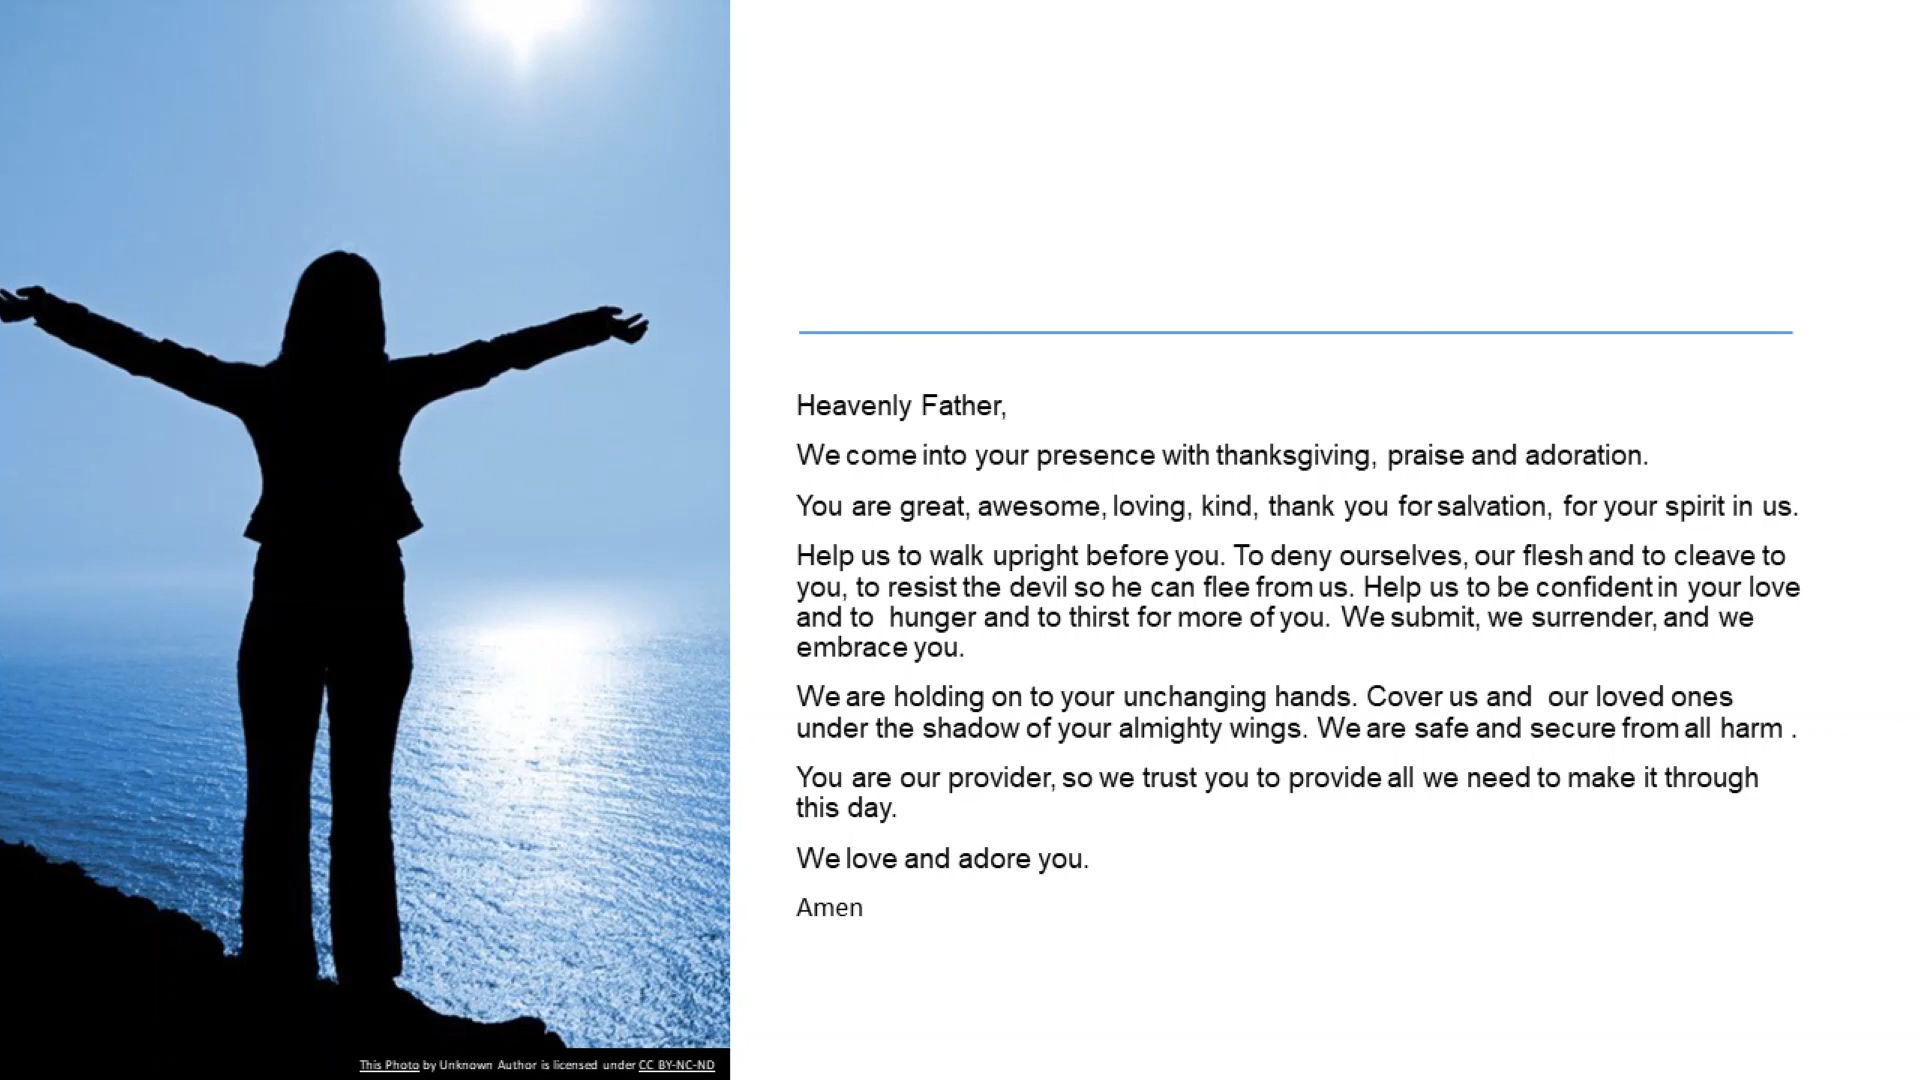 Heavenly Father,
We come into your presence with thanksgiving, praise and adoration.
You are great, awesome, loving, kind, thank you for salvation, for your spirit in us.
Help us to walk upright before you. To deny ourselves, our flesh and to cleave to
you, to resist the devil so he can flee from us. Help us to be confident in your love
and to hunger and to thirst for more of you. We submit, we surrender, and we
embrace you.
We are holding on to your unchanging hands. Cover us and our loved ones
under the shadow of your almighty wings. We are safe and secure from all harm .
You are our provider, so we trust you to provide all we need to make it through
this day.
We love and adore you.
Amen
This Photo by Unknown Author is licensed under CC BY-NC-ND